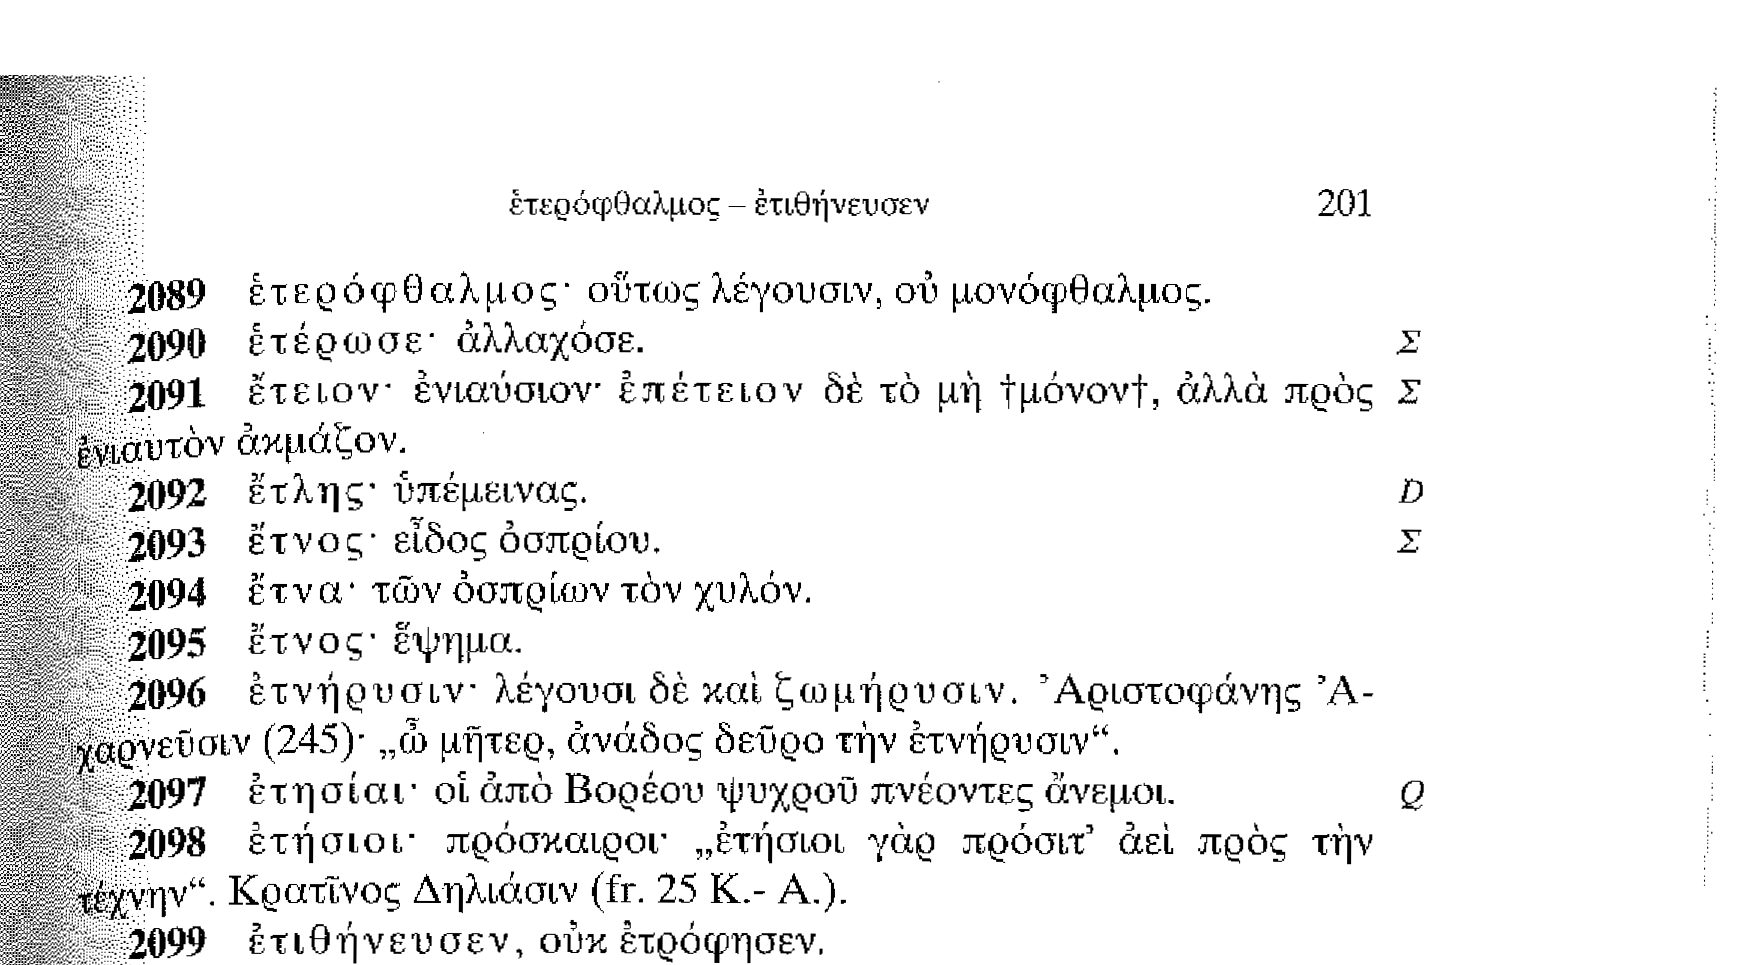 ἑτερόφθαλμος – ἐτιθήνευσεν 201
2089 ἑτερόφθαλμος· οὕτως λέγουσιν, οὐ μονόφθαλμος.
2090 ἑτέρωσε· ἀλλαχόσε. Σ
2091 ἔτειον· ἐνιαύσιον· ἐπέτειον δὲ τὸ μὴ †μόνον†, ἀλλὰ πρὸς Σ
ἐνιαυτὸν ἀκμάζον.
2092 ἔτλης· ὑπέμεινας. D
2093 ἔτνος· εἶδος ὀσπρίου. Σ
2094 ἔτνα· τῶν ὀσπρίων τὸν χυλόν.
2095 ἔτνος· ἕψημα.
2096 ἐτνήρυσιν· λέγουσι δὲ καὶ ζωμήρυσιν. Ἀριστοφάνης Ἀ-
χαρνεῦσιν (245)· „ὦ μῆτερ, ἀνάδος δεῦρο τὴν ἐτνήρυσιν“.
2097 ἐτησίαι· οἱ ἀπὸ Βορέου ψυχροῦ πνέοντες ἄνεμοι. Q
2098 ἐτήσιοι· πρόσκαιροι· „ἐτήσιοι γὰρ πρόσιτ’ ἀεὶ πρὸς τὴν
τέχνην“. Κρατῖνος Δηλιάσιν (fr. 25 K.- A.).
2099 ἐτιθήνευσεν, οὐκ ἐτρόφησεν.